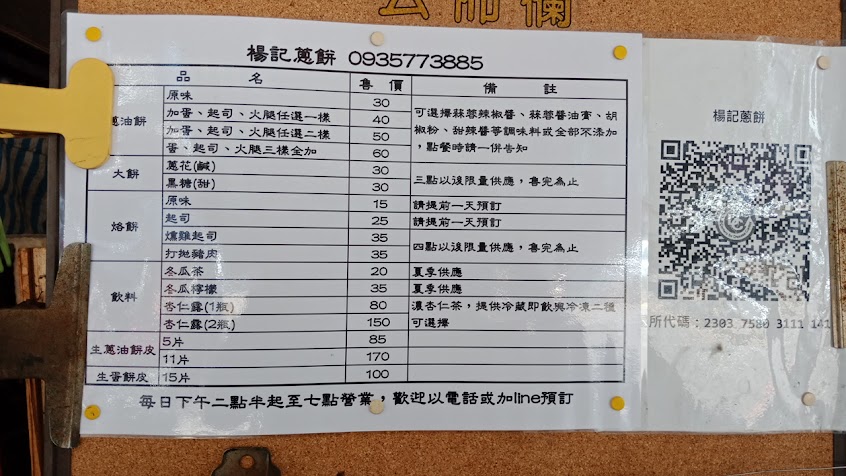 公佈欄
楊記蔥餅 0935773885
品 名 售 價 備 註
蔥油餅 原味 30 可選擇蒜蓉辣椒醬、蒜蓉醬油膏、胡
加蛋、起司、火腿任選一樣 40 椒粉、甜辣醬等調味料或全部不添加
加蛋、起司、火腿任選二樣 50 ,點餐時請一併告知
蛋、起司、火腿三樣全加 60
大餅 蔥花(鹹) 30 三點以後限量供應,售完為止
黑糖(甜) 30
烙餅 原味 15 請提前一天預訂
起司 25 請提前一天預訂
燻雞起司 35 四點以後限量供應,售完為止
打拋豬肉 35
飲料 冬瓜茶 20 夏季供應
冬瓜檸檬 35 夏季供應
杏仁露(1瓶) 80 濃杏仁茶,提供冷藏即飲與冷凍二種
杏仁露(2瓶) 150 可選擇
生蔥油餅皮 5片 85
11片 170
生蛋餅皮 15片 100
每日下午二點半起至七點營業,歡迎以電話或加line預訂
楊記蔥餅
所代碼:2303 7580 3111 141